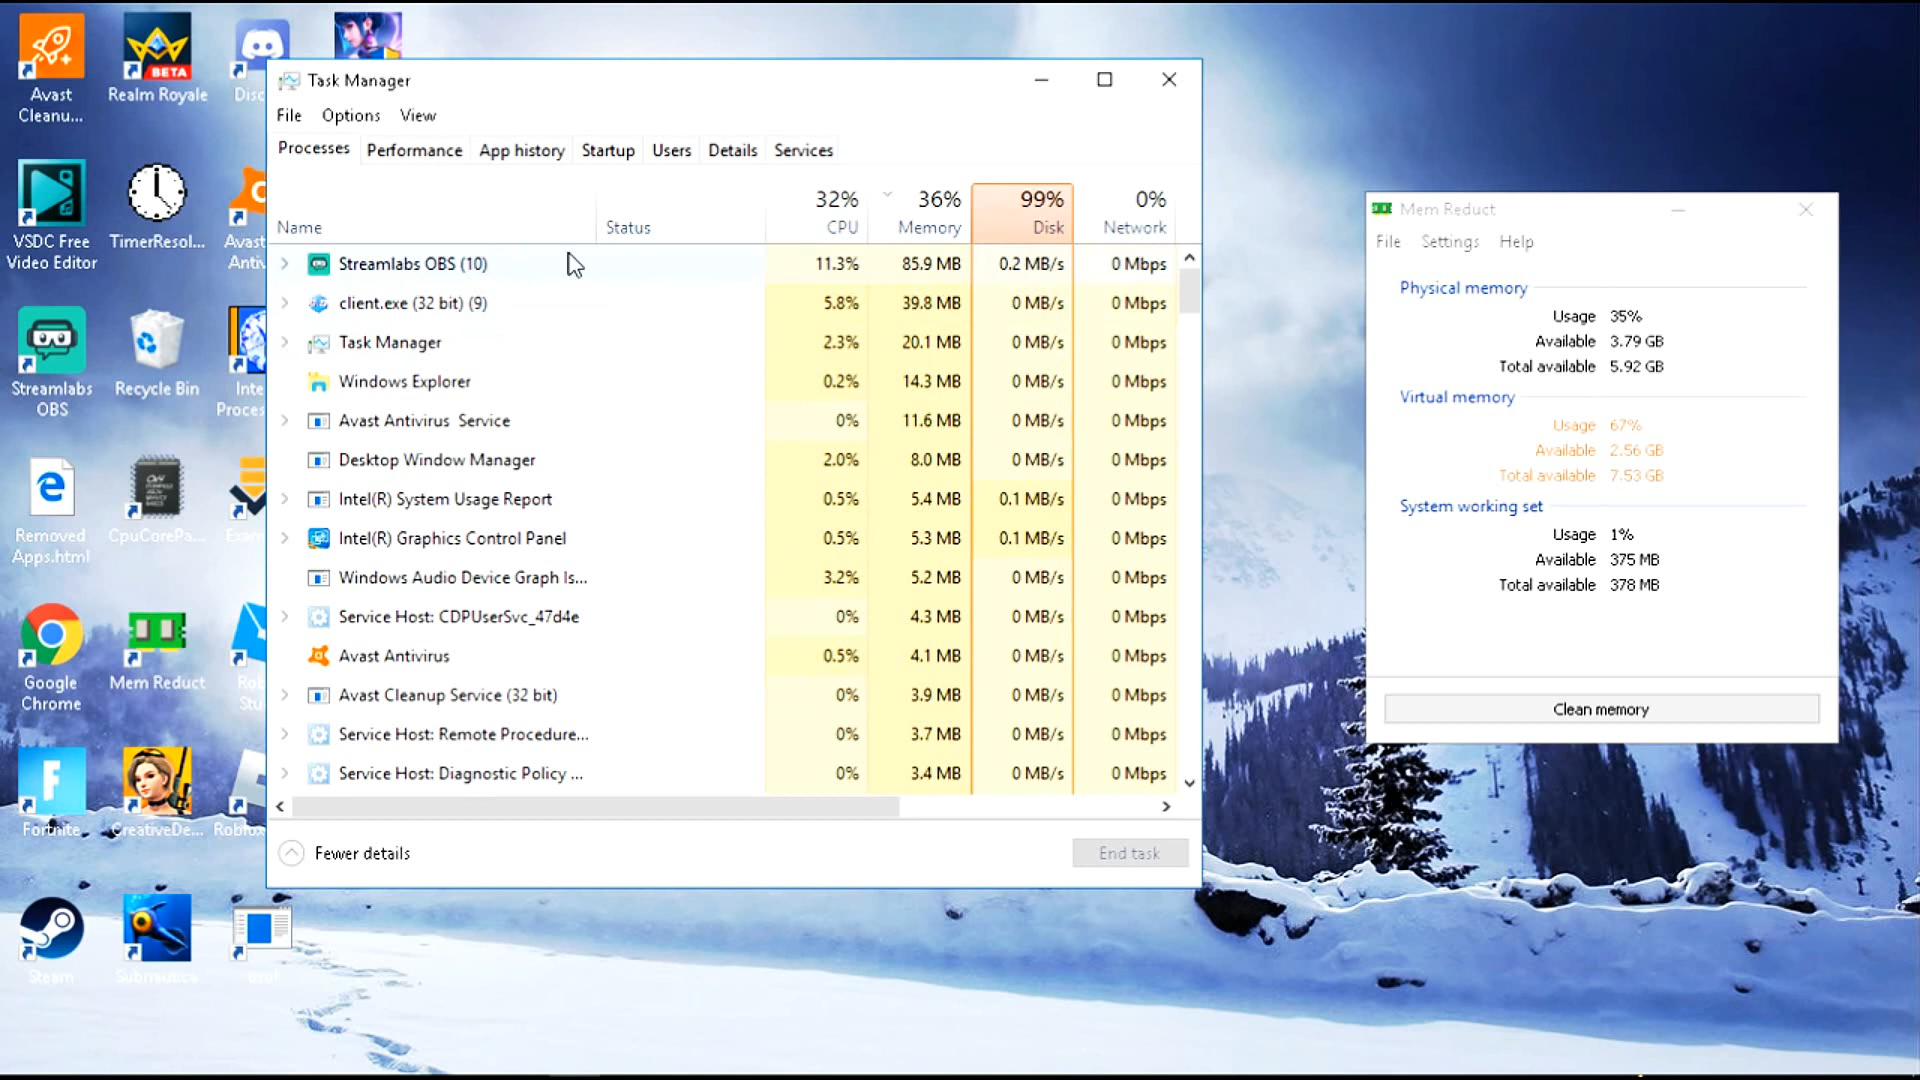 Avast
Cleanu...
BETA
Realm Royale
Disc
VSDC Free
Video Editor
TimerResol...
Avast
Antiv
Streamlabs
OBS
Recycle Bin
Inte
Proces
Removed
Apps.html
CpuCorePa...
Google
Chrome
Mem Reduct
Fortnite
CreativeDe...
Roblox
Steam
Subnautica
Task Manager
File Options View
Processes Performance App history Startup Users Details Services
32% 36% 99% 0%
Name Status CPU Memory Disk Network
Streamlabs OBS (10) 11.3% 85.9 MB 0.2 MB/s 0 Mbps
client.exe (32 bit) (9) 5.8% 39.8 MB 0 MB/s 0 Mbps
Task Manager 2.3% 20.1 MB 0 MB/s 0 Mbps
Windows Explorer 0.2% 14.3 MB 0 MB/s 0 Mbps
Avast Antivirus Service 0% 11.6 MB 0 MB/s 0 Mbps
Desktop Window Manager 2.0% 8.0 MB 0 MB/s 0 Mbps
Intel(R) System Usage Report 0.5% 5.4 MB 0.1 MB/s 0 Mbps
Intel(R) Graphics Control Panel 0.5% 5.3 MB 0.1 MB/s 0 Mbps
Windows Audio Device Graph Is... 3.2% 5.2 MB 0 MB/s 0 Mbps
Service Host: CDPUserSvc_47d4e 0% 4.3 MB 0 MB/s 0 Mbps
Avast Antivirus 0.5% 4.1 MB 0 MB/s 0 Mbps
Avast Cleanup Service (32 bit) 0% 3.9 MB 0 MB/s 0 Mbps
Service Host: Remote Procedure... 0% 3.7 MB 0 MB/s 0 Mbps
Service Host: Diagnostic Policy ... 0% 3.4 MB 0 MB/s 0 Mbps
Fewer details
End task
Mem Reduct
File Settings Help
Physical memory
Usage 35%
Available 3.79 GB
Total available 5.92 GB
Virtual memory
Usage 67%
Available 2.56 GB
Total available 7.53 GB
System working set
Usage 1%
Available 375 MB
Total available 378 MB
Clean memory